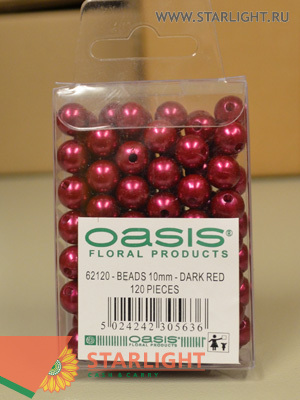 WWW.STARLIGHT.RU
OASIS®
FLORAL PRODUCTS
62120 - BEADS 10mm - DARK RED
120 PIECES
5 024242 305636
OASIS®
FLORAL PRODUCTS
STARLIGHT